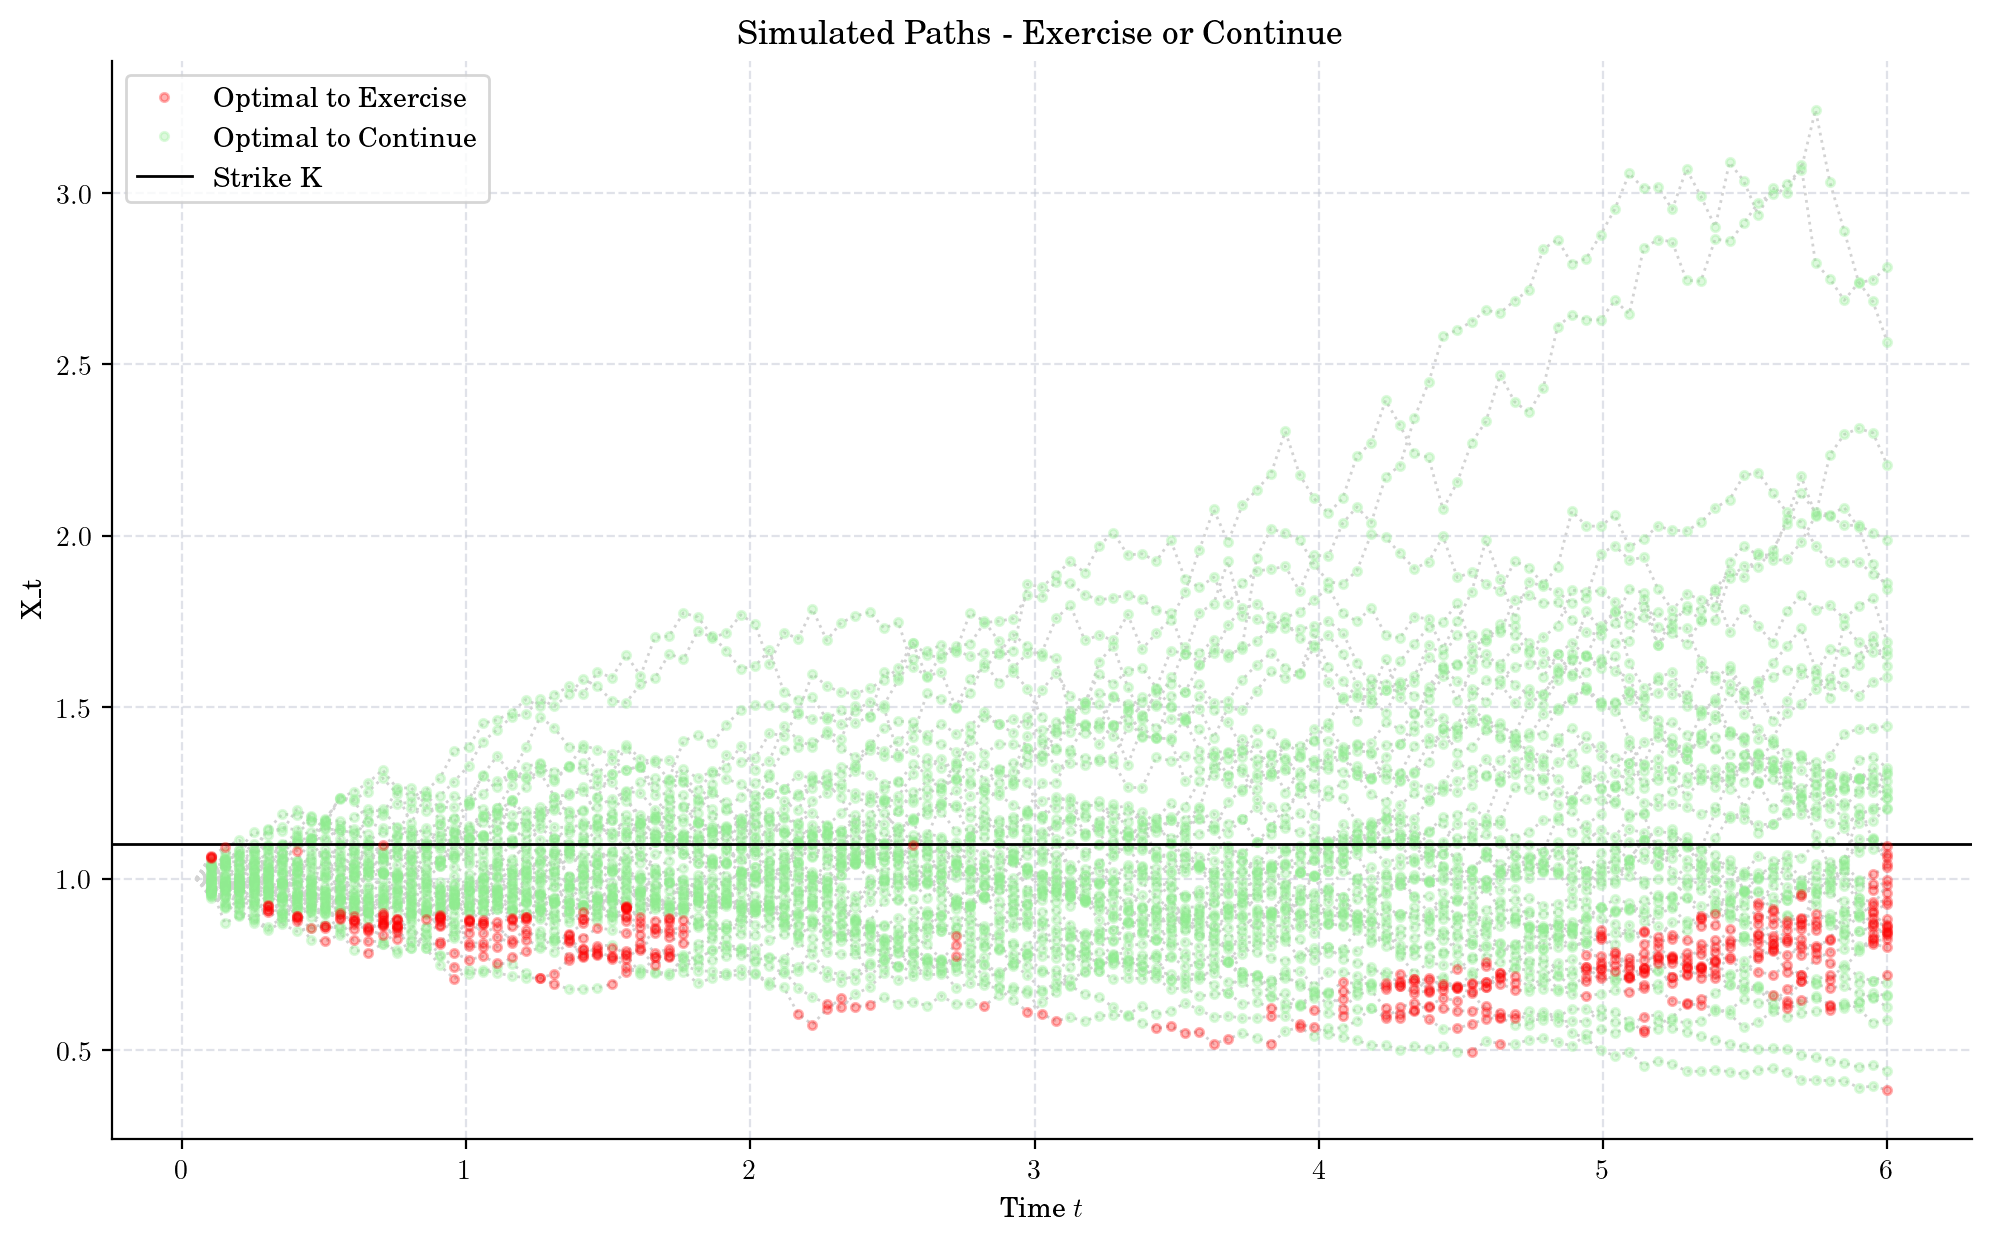 Simulated Paths - Exercise or Continue
Optimal to Exercise
Optimal to Continue
Strike K
3.0
2.5
2.0
1.5
1.0
0.5
X_t
0 1 2 3 4 5 6
Time t